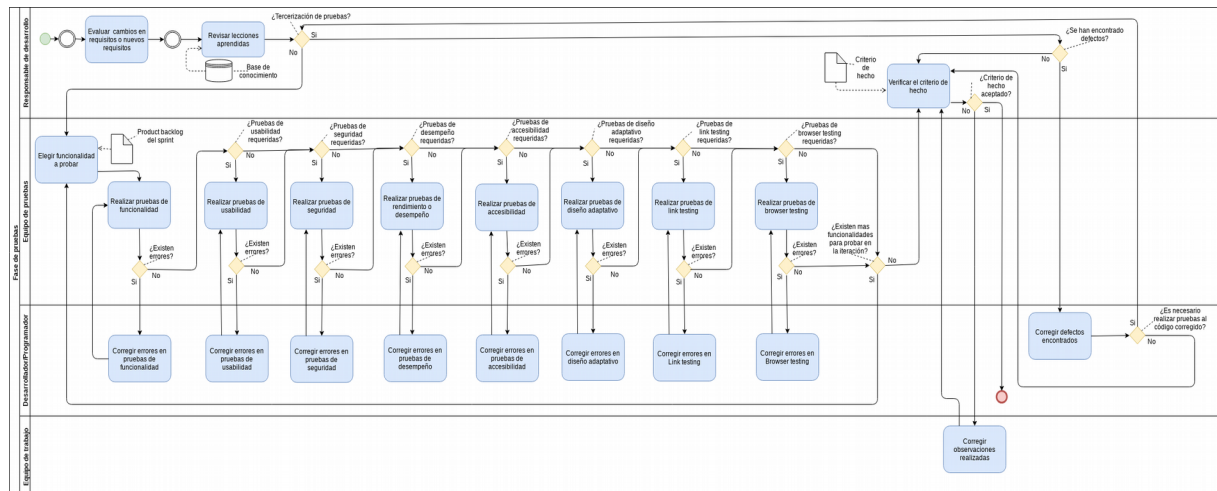 Fase de pruebas
Responsable de desarrollo
Evaluar cambios en
requisitos o nuevos
requisitos
Revisar lecciones
aprendidas
Base de
conocimiento
¿Tercerización de pruebas?
Si
No
¿Se han encontrado
defectos?
No
Si
Criterio
de
hecho
Verificar el criterio de
hecho
¿Criterio de
hecho
aceptado?
No
Si
Equipo de pruebas
Elegir funcionalidad
a probar
Product backlog
del sprint
Realizar pruebas de
funcionalidad
¿Existen
errores?
No
Si
¿Pruebas de
usabilidad
requeridas?
No
Si
Realizar pruebas de
usabilidad
¿Existen
errores?
No
Si
¿Pruebas de
seguridad
requeridas?
No
Si
Realizar pruebas de
seguridad
¿Existen
errores?
No
Si
¿Pruebas de
desempeño
requeridas?
No
Si
Realizar pruebas de
rendimiento o
desempeño
¿Existen
errores?
No
Si
¿Pruebas de
accesibilidad
requeridas?
No
Si
Realizar pruebas de
accesibilidad
¿Existen
errores?
No
Si
¿Pruebas de diseño
adaptativo
requeridas?
No
Si
Realizar pruebas de
diseño adaptativo
¿Existen
errores?
No
Si
¿Pruebas de
link testing
requeridas?
No
Si
Realizar pruebas de
link testing
¿Existen
errores?
No
Si
¿Pruebas de
browser testing
requeridas?
No
Si
Realizar pruebas de
browser testing
¿Existen
errores?
No
Si
¿Existen mas
funcionalidades
para probar en
la iteración?
No
Si
Desarrollador/Programador
Corregir errores en
pruebas de
funcionalidad
Corregir errores en
pruebas de
usabilidad
Corregir errores en
pruebas de
seguridad
Corregir errores en
pruebas de
desempeño
Corregir errores en
pruebas de
accesibilidad
Corregir errores en
diseño adaptativo
Corregir errores en
Link testing
Corregir errores en
Browser testing
Corregir defectos
encontrados
¿Es necesario
realizar pruebas al
código corregido?
Si
No
Equipo de trabajo
Corregir
observaciones
realizadas